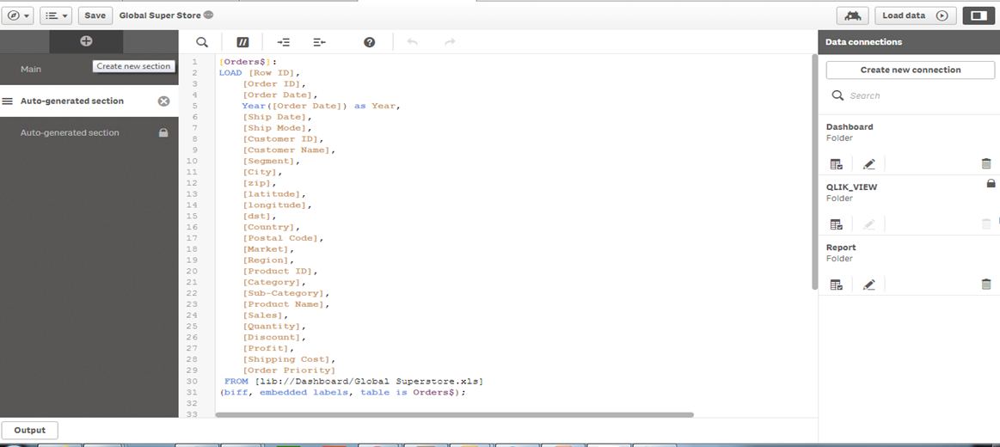 Save
Global Super Store
Load data
Main
Create new section
Auto-generated section
Auto-generated section
1 [Orders$]:
2 LOAD [Row ID],
3 [Order ID],
4 [Order Date],
5 Year([Order Date]) as Year,
6 [Ship Date],
7 [Ship Mode],
8 [Customer ID],
9 [Customer Name],
10 [Segment],
11 [City],
12 [zip],
13 [latitude],
14 [longitude],
15 [dst],
16 [Country],
17 [Postal Code],
18 [Market],
19 [Region],
20 [Product ID],
21 [Category],
22 [Sub-Category],
23 [Product Name],
24 [Sales],
25 [Quantity],
26 [Discount],
27 [Profit],
28 [Shipping Cost],
29 [Order Priority]
30 FROM [lib://Dashboard/Global Superstore.xls]
31 (biff, embedded labels, table is Orders$);
32
33
Data connections
Create new connection
Search
Dashboard
Folder
QLIK_VIEW
Folder
Report
Folder
Output